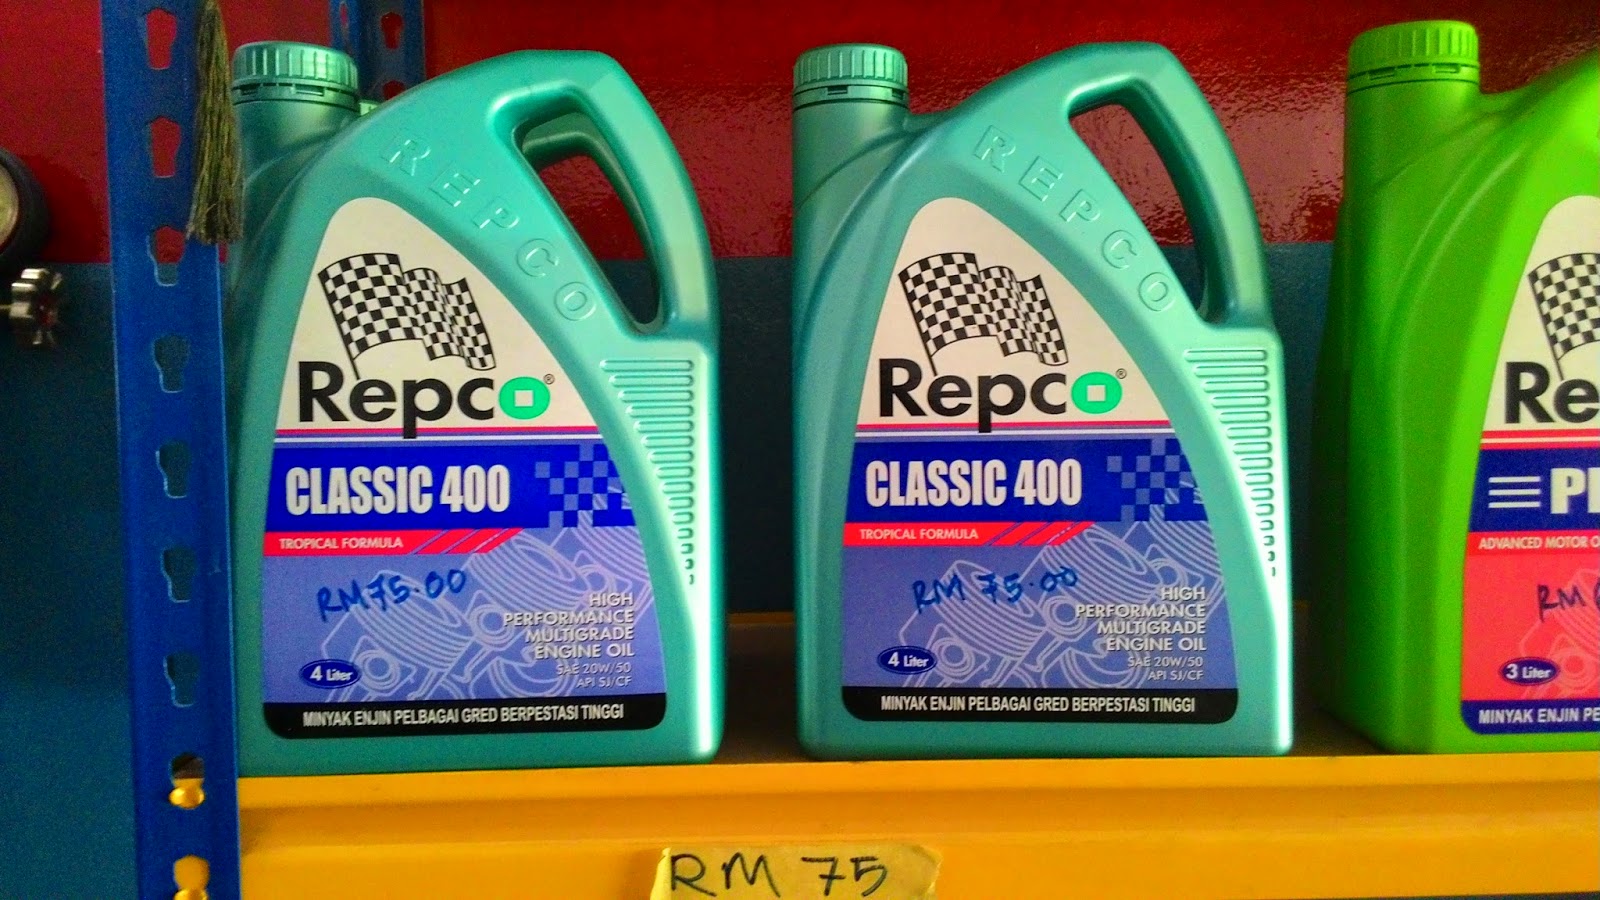 REPCO
Repco®
CLASSIC 400
TROPICAL FORMULA
RM75.00
HIGH
PERFORMANCE
MULTIGRADE
ENGINE OIL
SAE 20W/50
API SJ/CF
4 Liter
MINYAK ENJIN PELBAGAI GRED BERPESTASI TINGGI
REPCO
Repco®
CLASSIC 400
TROPICAL FORMULA
RM 75.00
HIGH
PERFORMANCE
MULTIGRADE
ENGINE OIL
SAE 20W/50
API SJ/CF
4 Liter
MINYAK ENJIN PELBAGAI GRED BERPESTASI TINGGI
Re
ADVANCED MOTOR
RM
3 Liter
MINYAK ENJIN
RM 75